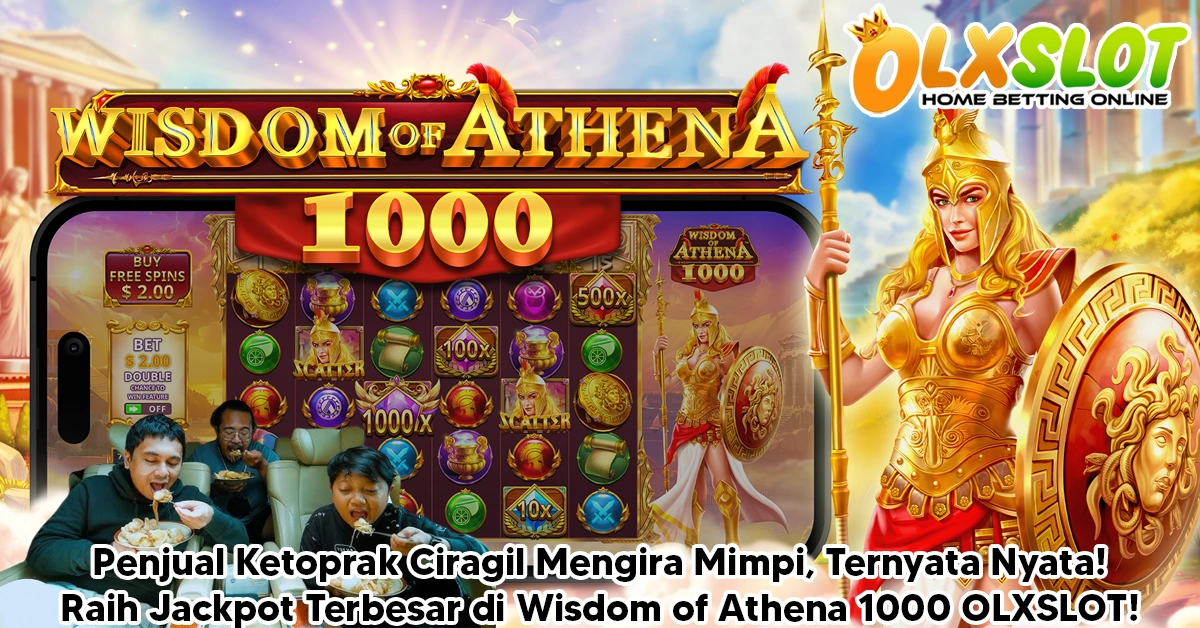 OLXSLOT
HOME BETTING ONLINE
WISDOM OF ATHENA
1000
BUY
FREE SPINS
$ 2.00
BET
$ 2.00
DOUBLE
CHANCE TO
WIN FEATURE
OFF
WISDOM
OF
ATHENA
1000
500x
SCATTER
100x
1000x
SCATTER
10x
Penjual Ketoprak Ciragil Mengira Mimpi, Ternyata Nyata!
Raih Jackpot Terbesar di Wisdom of Athena 1000 OLXSLOT!